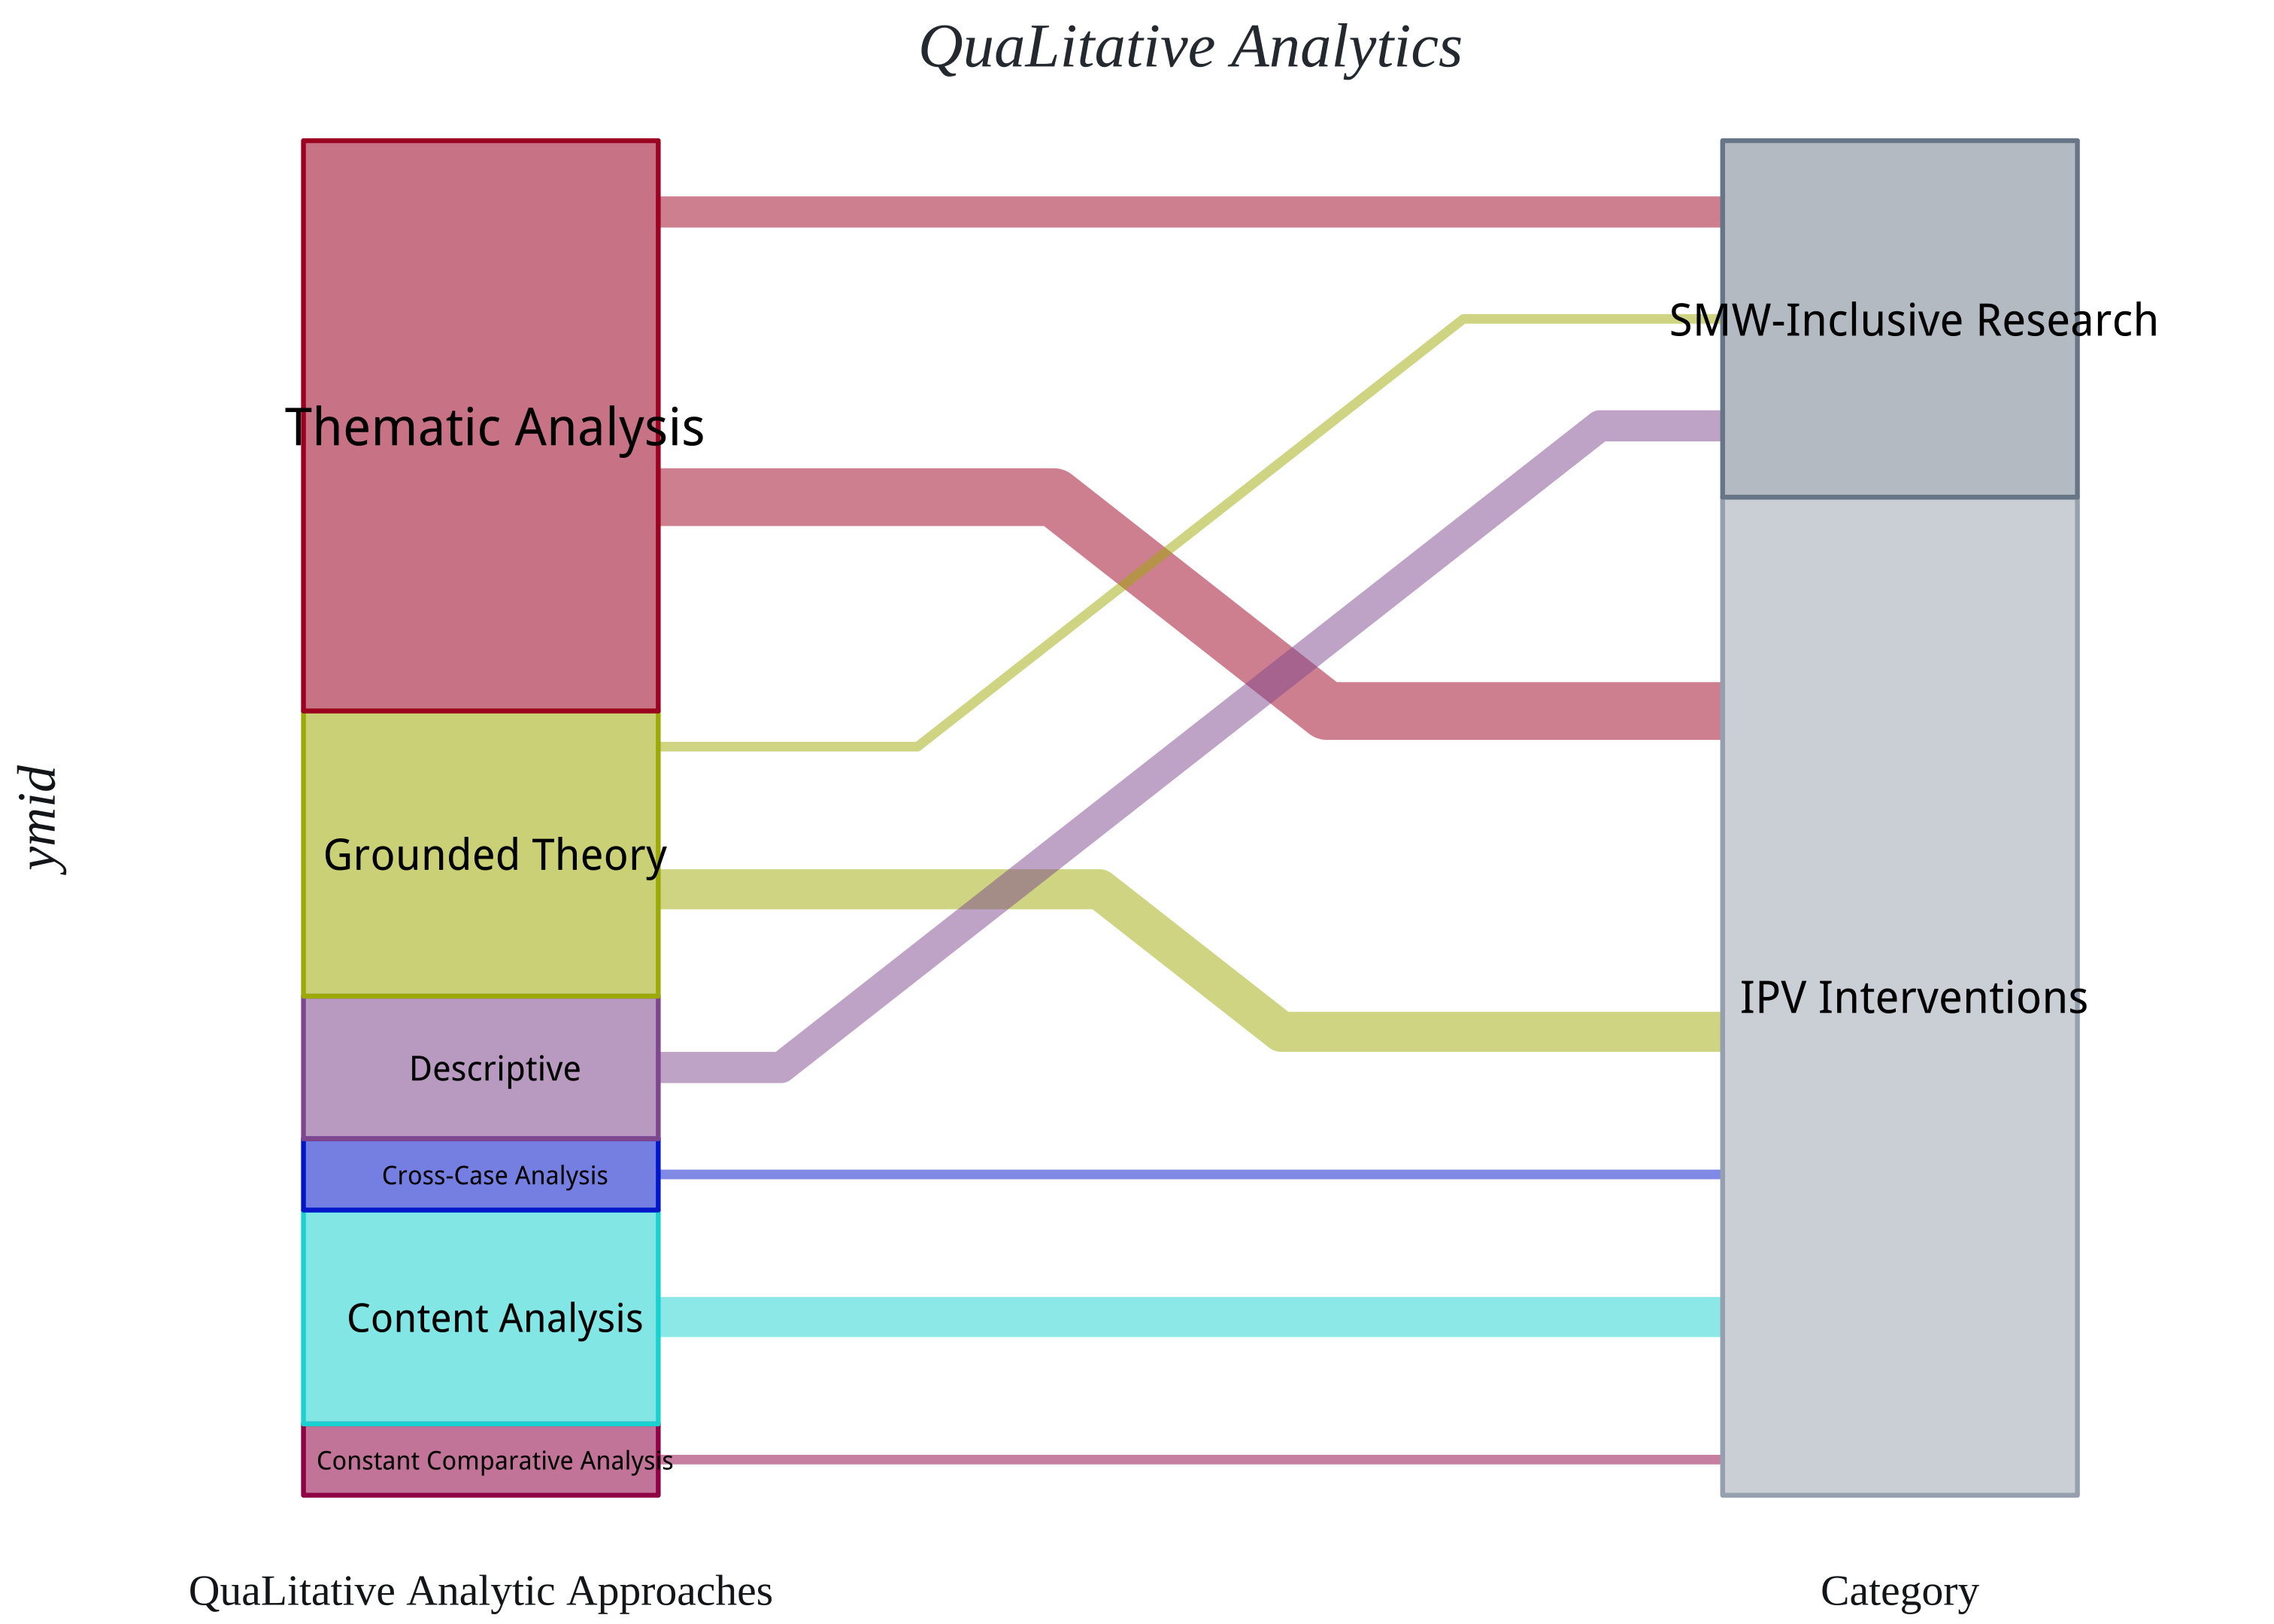 QuaLitative Analytics
SMW-Inclusive Research
Thematic Analysis
ymid
Grounded Theory
IPV Interventions
Descriptive
Cross-Case Analysis
Content Analysis
Constant Comparative Analysis
QuaLitative Analytic Approaches
Category